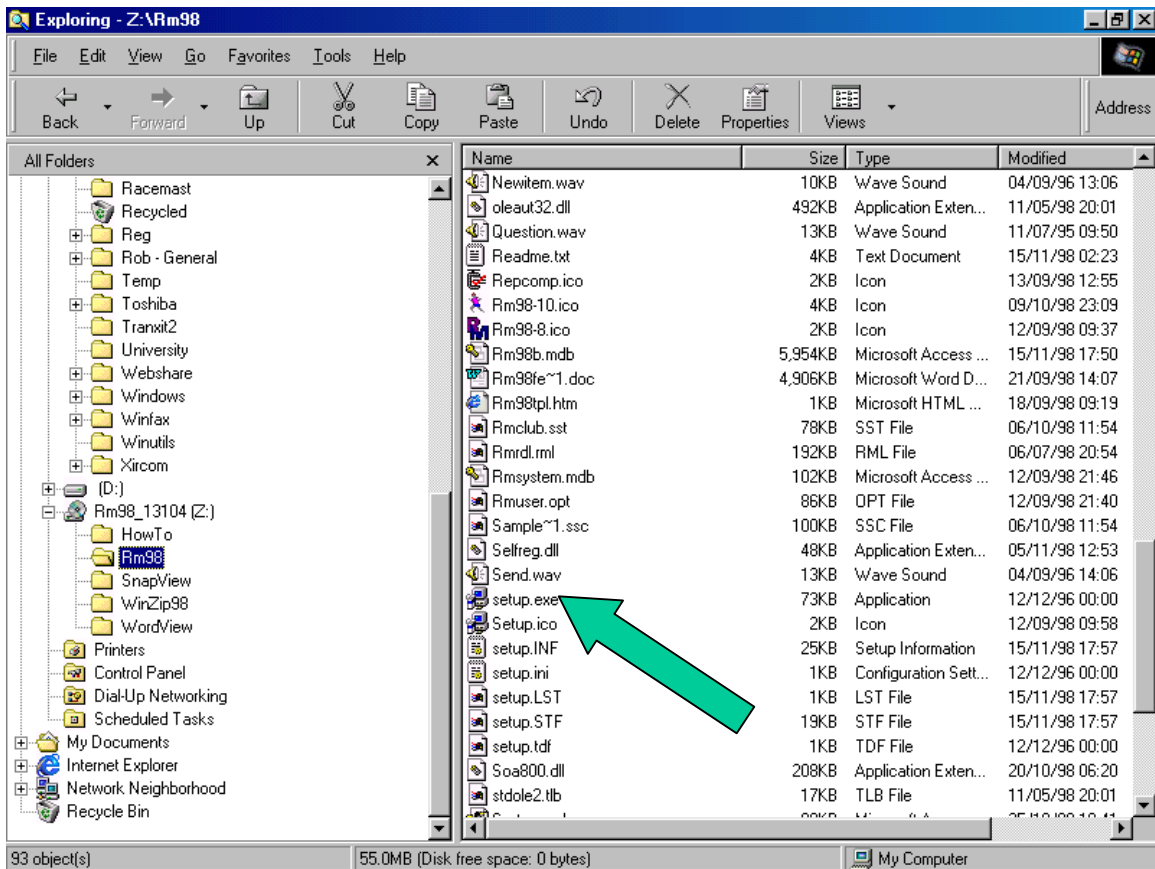 Exploring - Z:\Rm98
File Edit View Go Favorites Tools Help
Back Forward Up Cut Copy Paste Undo Delete Properties Views Address
All Folders
Racemast
Recycled
Reg
Rob - General
Temp
Toshiba
Tranxit2
University
Webshare
Windows
Winfax
Winutils
Xircom
(D:)
Rm98_13104 (Z:)
HowTo
Rm98
SnapView
WinZip98
WordView
Printers
Control Panel
Dial-Up Networking
Scheduled Tasks
My Documents
Internet Explorer
Network Neighborhood
Recycle Bin
Name Size Type Modified
Newitem.wav 10KB Wave Sound 04/09/96 13:06
oleaut32.dll 492KB Application Exten... 11/05/98 20:01
Question.wav 13KB Wave Sound 11/07/95 09:50
Readme.txt 4KB Text Document 15/11/98 02:23
Repcomp.ico 2KB Icon 13/09/98 12:55
Rm98-10.ico 4KB Icon 09/10/98 23:09
Rm98-8.ico 2KB Icon 12/09/98 09:37
Rm98b.mdb 5,954KB Microsoft Access ... 15/11/98 17:50
Rm98fe~1.doc 4,906KB Microsoft Word D... 21/09/98 14:07
Rm98tpl.htm 1KB Microsoft HTML ... 18/09/98 09:19
Rmclub.sst 78KB SST File 06/10/98 11:54
Rmrdl.rml 192KB RML File 06/07/98 20:54
Rmsystem.mdb 102KB Microsoft Access ... 12/09/98 21:46
Rmuser.opt 86KB OPT File 12/09/98 21:40
Sample~1.ssc 100KB SSC File 06/10/98 11:54
Selfreg.dll 48KB Application Exten... 05/11/98 12:53
Send.wav 13KB Wave Sound 04/09/96 14:06
setup.exe 73KB Application 12/12/96 00:00
Setup.ico 2KB Icon 12/09/98 09:58
setup.INF 25KB Setup Information 15/11/98 17:57
setup.ini 1KB Configuration Sett... 12/12/96 00:00
setup.LST 1KB LST File 15/11/98 17:57
setup.STF 19KB STF File 15/11/98 17:57
setup.tdf 1KB TDF File 12/12/96 00:00
Soa800.dll 208KB Application Exten... 20/10/98 06:20
stdole2.tlb 17KB TLB File 11/05/98 20:01
93 object(s) 55.0MB (Disk free space: 0 bytes) My Computer